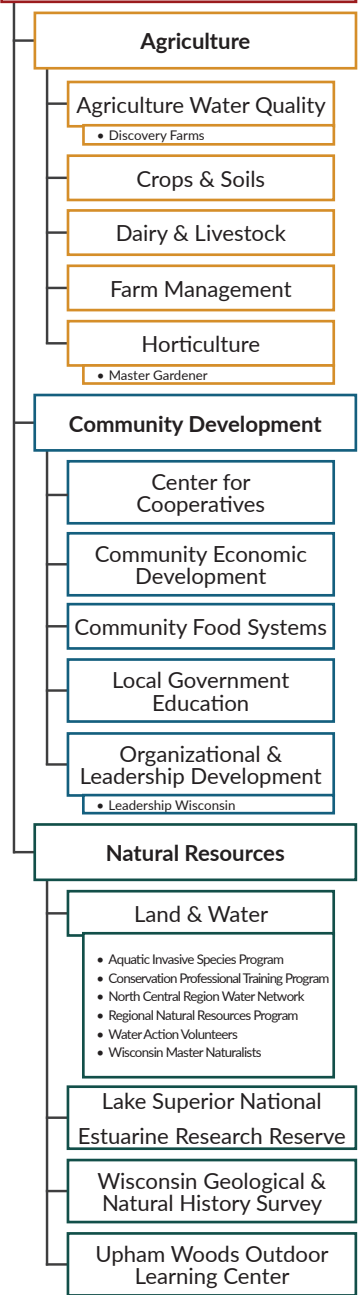 Agriculture
Agriculture Water Quality
• Discovery Farms
Crops & Soils
Dairy & Livestock
Farm Management
Horticulture
• Master Gardener
Community Development
Center for
Cooperatives
Community Economic
Development
Community Food Systems
Local Government
Education
Organizational &
Leadership Development
• Leadership Wisconsin
Natural Resources
Land & Water
• Aquatic Invasive Species Program
• Conservation Professional Training Program
• North Central Region Water Network
• Regional Natural Resources Program
• Water Action Volunteers
• Wisconsin Master Naturalists
Lake Superior National
Estuarine Research Reserve
Wisconsin Geological &
Natural History Survey
Upham Woods Outdoor
Learning Center